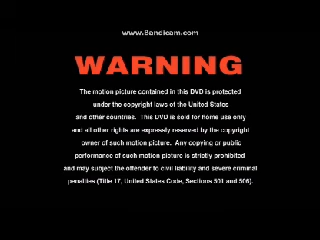 www.Bandicam.com
WARNING
The motion picture contained in this DVD is protected
under the copyright laws of the United States
and other countries. This DVD is sold for home use only
and all other rights are expressly reserved by the copyright
owner of such motion picture. Any copying or public
performance of such motion picture is strictly prohibited
and may subject the offender to civil liability and severe criminal
penalties (Title 17, United States Code, Sections 501 and 506).